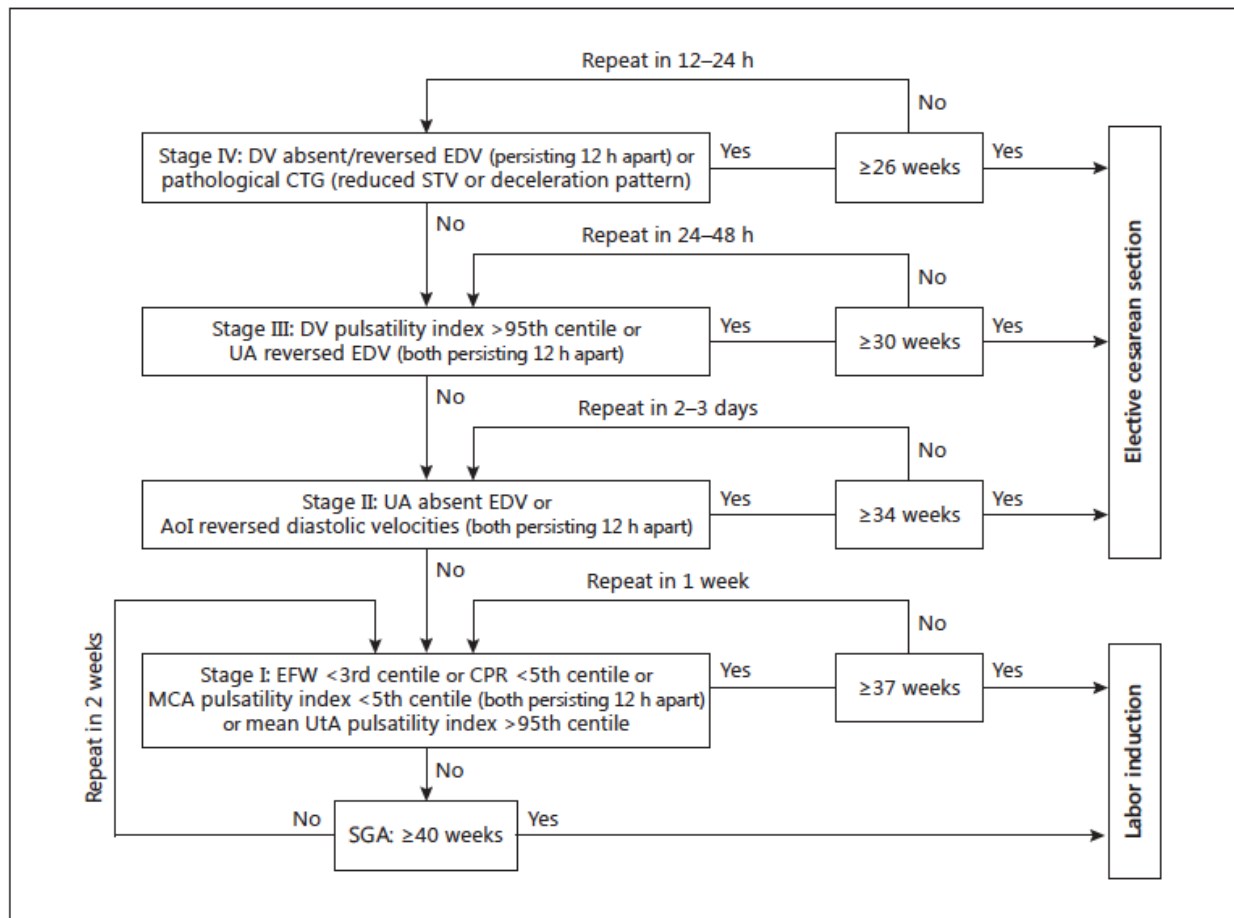 Repeat in 12–24 h
No
Stage IV: DV absent/reversed EDV (persisting 12 h apart) or
pathological CTG (reduced STV or deceleration pattern)
Yes
≥26 weeks
Yes
No
Repeat in 24–48 h
No
Stage III: DV pulsatility index >95th centile or
UA reversed EDV (both persisting 12 h apart)
Yes
≥30 weeks
Yes
Elective cesarean section
No
Repeat in 2–3 days
No
Stage II: UA absent EDV or
AoI reversed diastolic velocities (both persisting 12 h apart)
Yes
≥34 weeks
Yes
No
Repeat in 1 week
No
Repeat in 2 weeks
Stage I: EFW <3rd centile or CPR <5th centile or
MCA pulsatility index <5th centile (both persisting 12 h apart)
or mean UtA pulsatility index >95th centile
Yes
≥37 weeks
Yes
Labor induction
No
No
SGA: ≥40 weeks
Yes